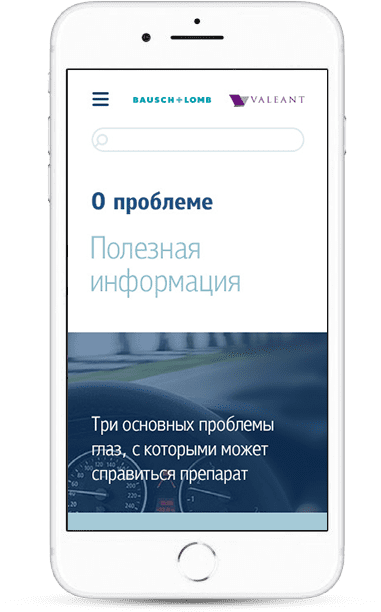 BAUSCH+LOMB VALEANT
О проблеме
Полезная
информация
Три основных проблемы
глаз, с которыми может
справиться препарат